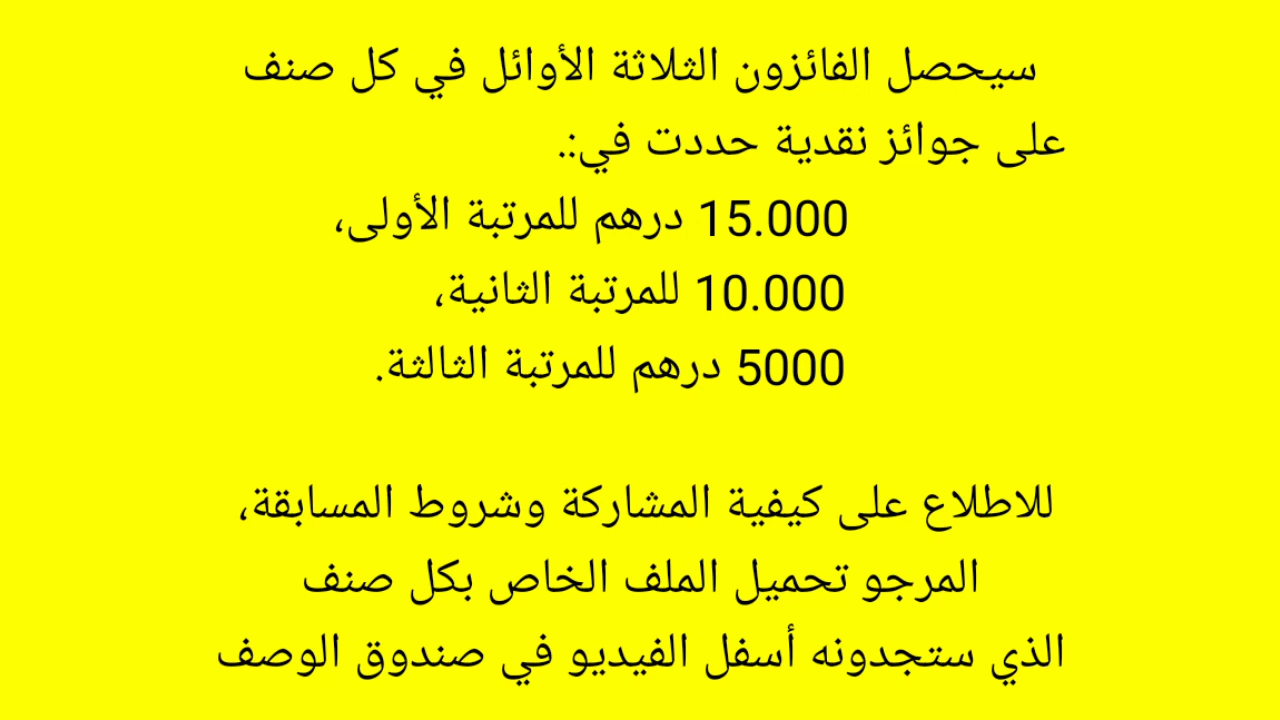 سيحصل الفائزون الثلاثة الأوائل في كل صنف
على جوائز نقدية حددت في:.
15.000 درهم للمرتبة الأولى،
10.000 للمرتبة الثانية،
5000 درهم للمرتبة الثالثة.
للاطلاع على كيفية المشاركة وشروط المسابقة،
المرجو تحميل الملف الخاص بكل صنف
الذي ستجدونه أسفل الفيديو في صندوق الوصف